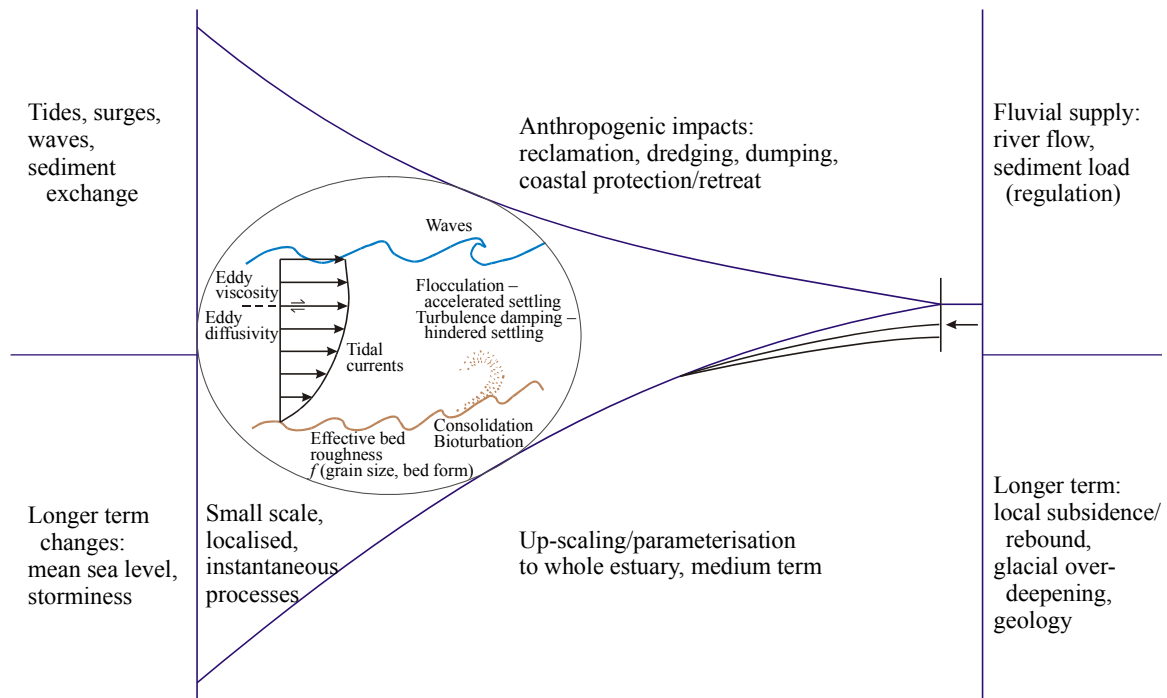 Tides, surges,
waves,
sediment
exchange
Anthropogenic impacts:
reclamation, dredging, dumping,
coastal protection/retreat
Fluvial supply:
river flow,
sediment load
(regulation)
Waves
Eddy
viscosity
Eddy
diffusivity
Flocculation –
accelerated settling
Turbulence damping –
hindered settling
Tidal
currents
Effective bed
roughness
f (grain size, bed form)
Consolidation
Bioturbation
Longer term
changes:
mean sea level,
storminess
Small scale,
localised,
instantaneous
processes
Up-scaling/parameterisation
to whole estuary, medium term
Longer term:
local subsidence/
rebound,
glacial over-
deepening,
geology